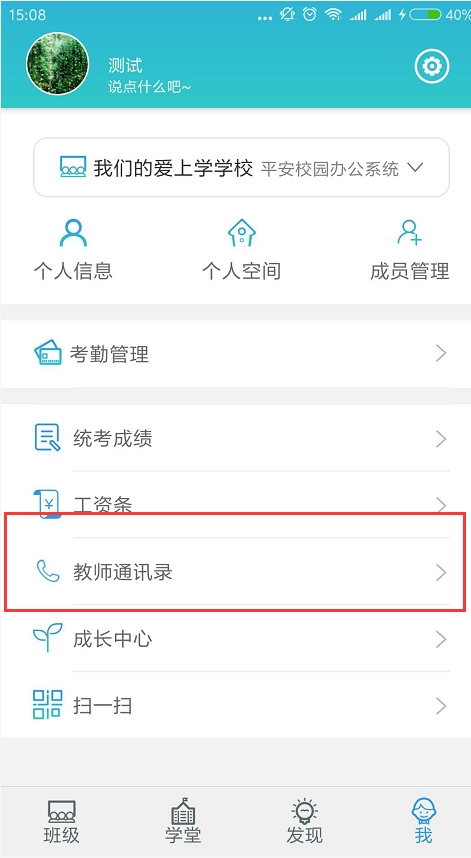 15:08 40%
测试
说点什么吧~
我们的爱上学学校 平安校园办公系统
个人信息 个人空间 成员管理
考勤管理
统考成绩
工资条
教师通讯录
成长中心
扫一扫
班级 学堂 发现 我